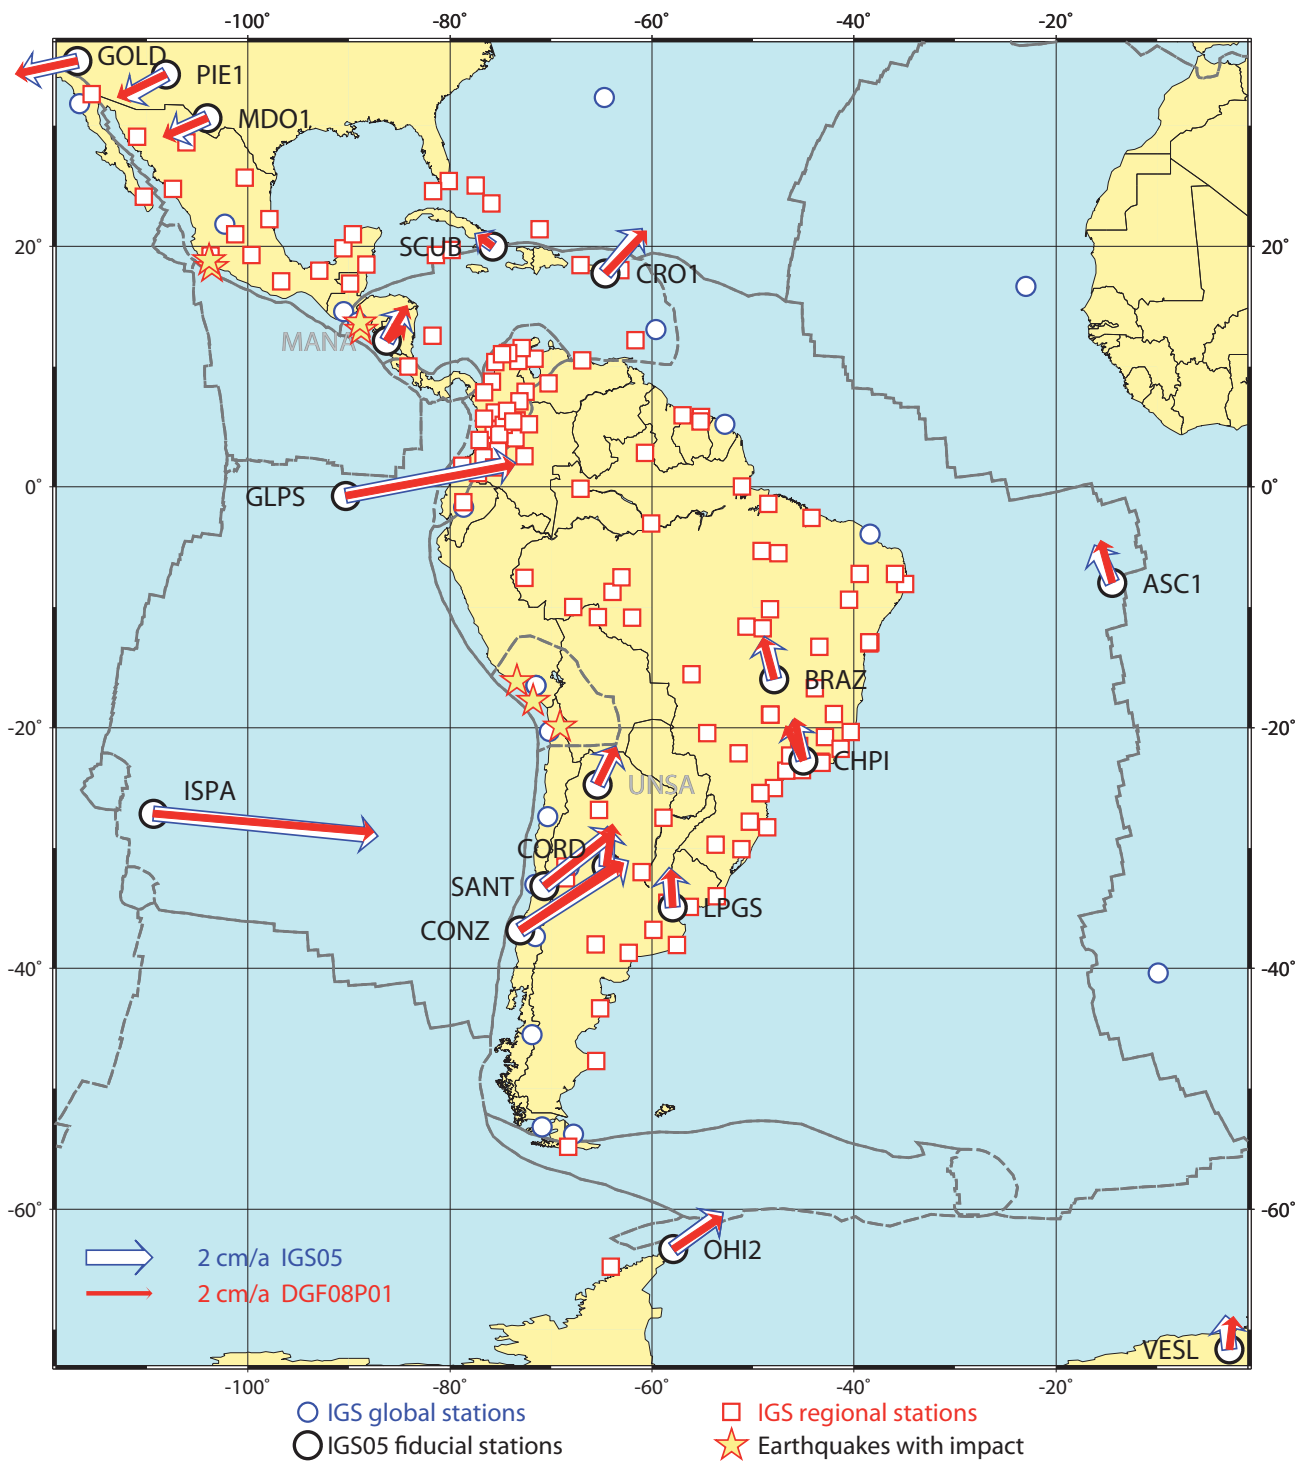 -100° -80° -60° -40° -20°
GOLD
PIE1
MDO1
20° SCUB 20°
CRO1
MANA
0° GLPS 0°
ASC1
BRAZ
-20° -20°
CHPI
UNSA
ISPA
CORD
SANT
LPGS
CONZ
-40° -40°
-60° -60°
OHI2
2 cm/a IGS05
2 cm/a DGF08P01
VESL
-100° -80° -60° -40° -20°
IGS global stations IGS regional stations
IGS05 fiducial stations Earthquakes with impact